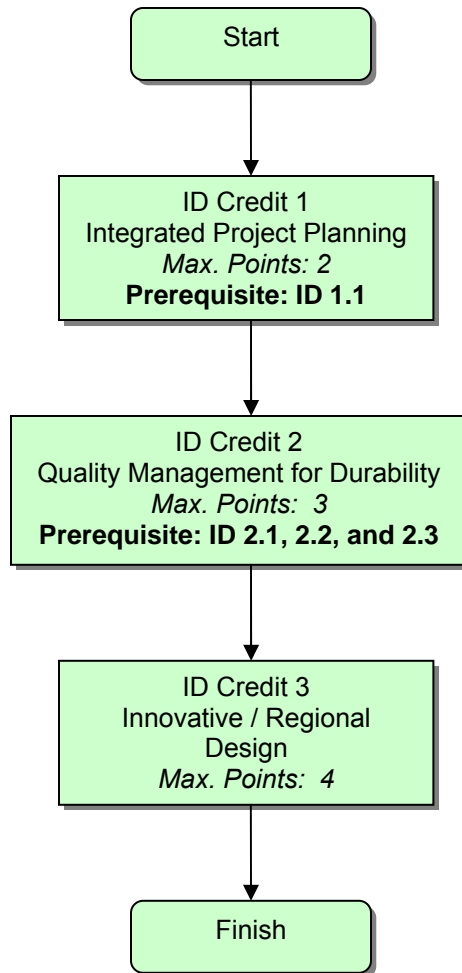 Start
ID Credit 1
Integrated Project Planning
Max. Points: 2
Prerequisite: ID 1.1
ID Credit 2
Quality Management for Durability
Max. Points:  3
Prerequisite: ID 2.1, 2.2, and 2.3
ID Credit 3
Innovative / Regional
Design
Max. Points:  4
Finish